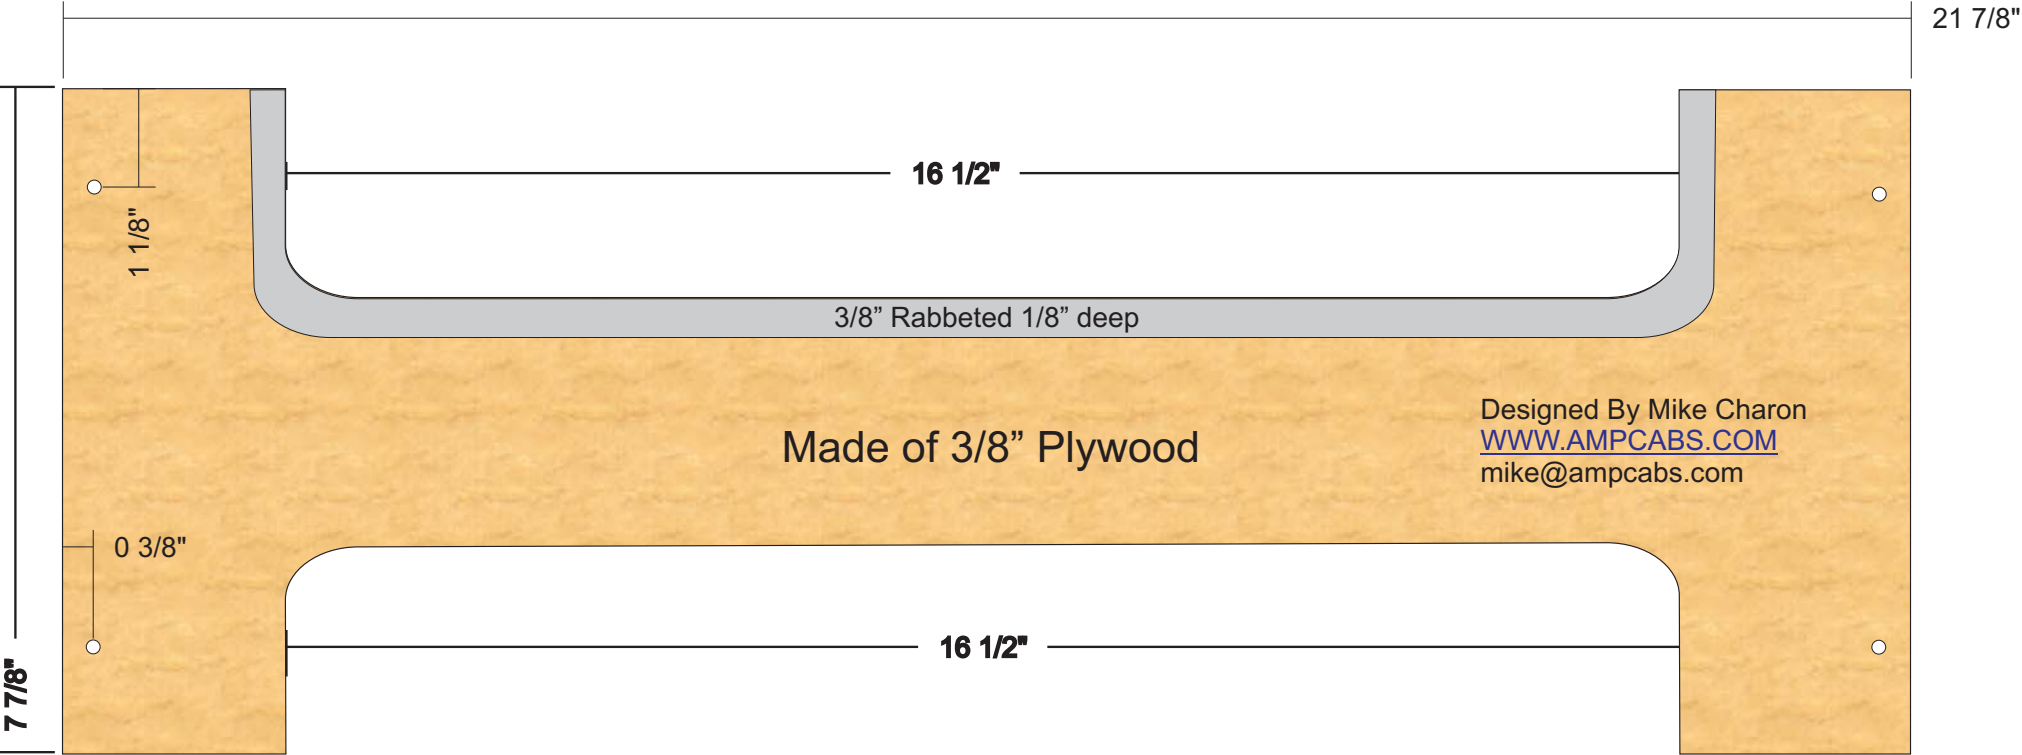 21 7/8"
16 1/2"
1 1/8"
3/8” Rabbeted 1/8” deep
Designed By Mike Charon
WWW.AMPCABS.COM
mike@ampcabs.com
Made of 3/8” Plywood
0 3/8"
16 1/2"
7 7/8"